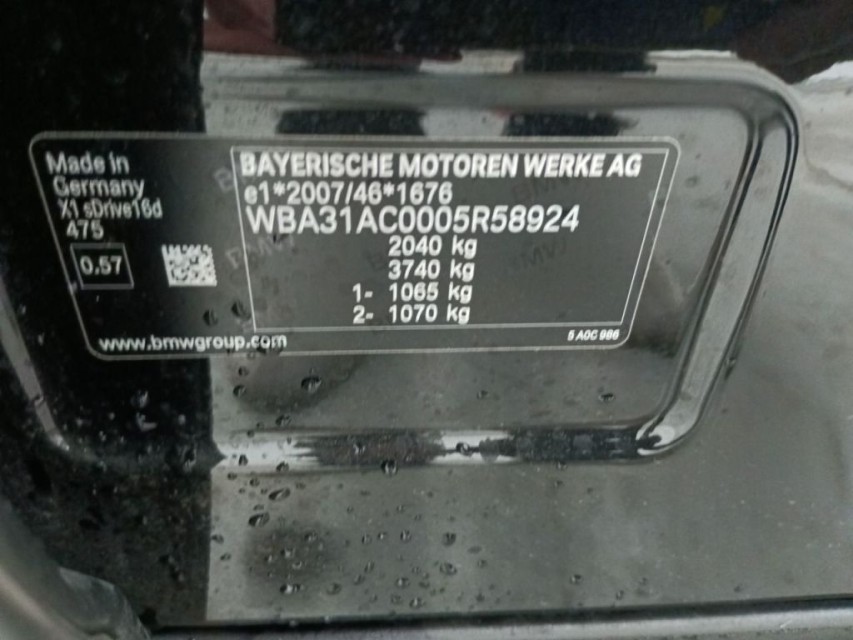 Made in
Germany
X1 sDrive16d
475
0.57
www.bmwgroup.com
BAYERISCHE MOTOREN WERKE AG
e1*2007/46*1676
WBA31AC0005R58924
2040 kg
3740 kg
1- 1065 kg
2- 1070 kg
5 A0C 986